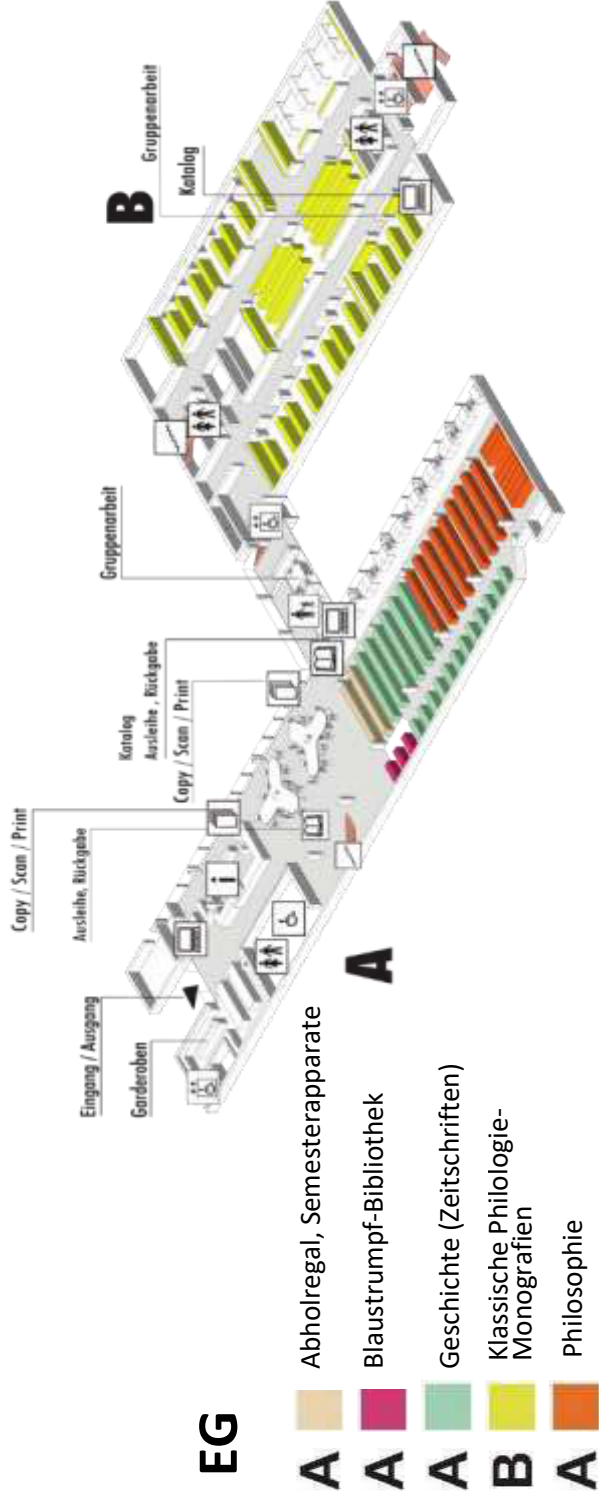 EG
A Abholregal, Semesterapparate
A Blaustrumpf-Bibliothek
A Geschichte (Zeitschriften)
B Klassische Philologie-
Monografien
A Philosophie
A
Eingang / Ausgang
Garderoben
Copy / Scan / Print
Ausleihe, Rückgabe
Katalog
Ausleihe , Rückgabe
Copy / Scan / Print
Gruppenarbeit
B
Gruppenarbeit
Katalog
i